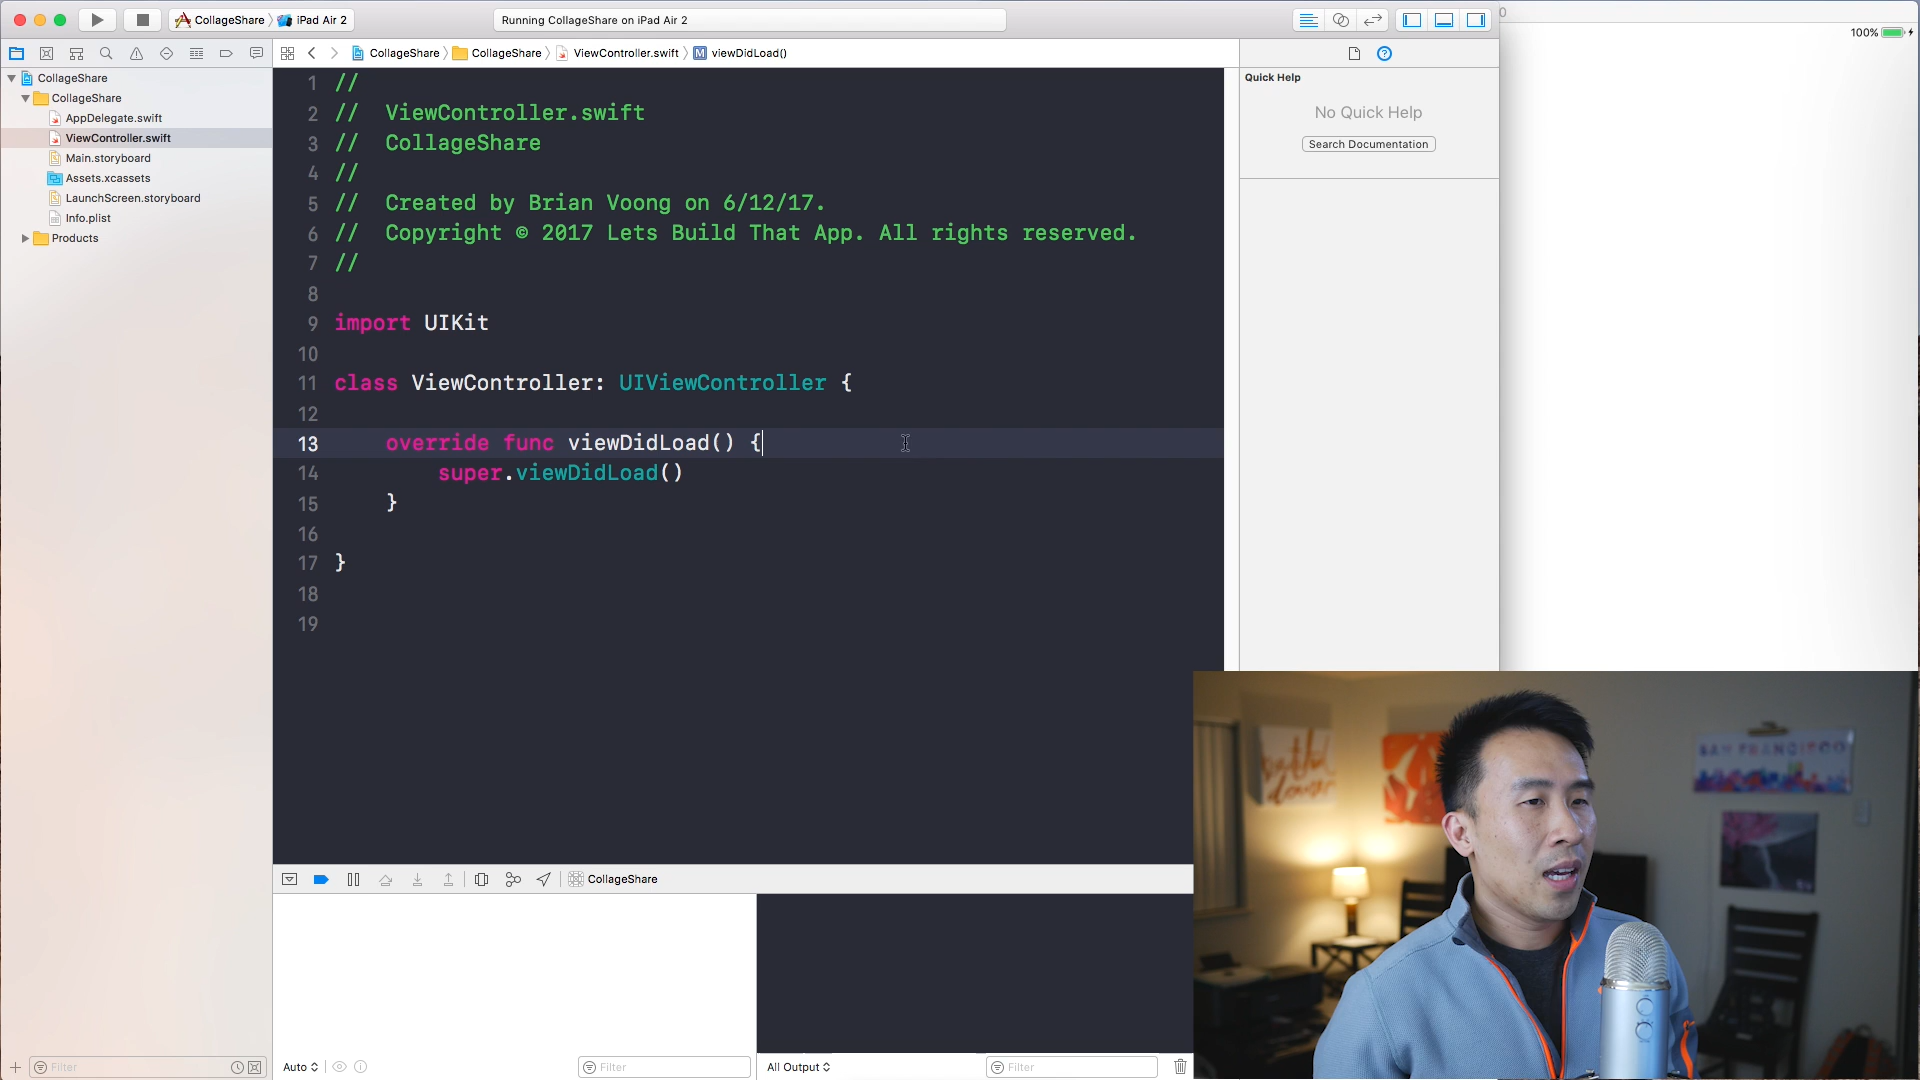 CollageShare
iPad Air 2
Running CollageShare on iPad Air 2
100%
CollageShare
CollageShare
ViewController.swift
viewDidLoad()
CollageShare
CollageShare
AppDelegate.swift
ViewController.swift
Main.storyboard
Assets.xcassets
LaunchScreen.storyboard
Info.plist
Products
1 //
2 // ViewController.swift
3 // CollageShare
4 //
5 // Created by Brian Voong on 6/12/17.
6 // Copyright © 2017 Lets Build That App. All rights reserved.
7 //
8
9 import UIKit
10
11 class ViewController: UIViewController {
12
13 override func viewDidLoad() {
14 super.viewDidLoad()
15 }
16
17 }
18
19
Quick Help
No Quick Help
Search Documentation
CollageShare
SAN FRANCISCO
Filter
Auto
Filter
All Output
Filter